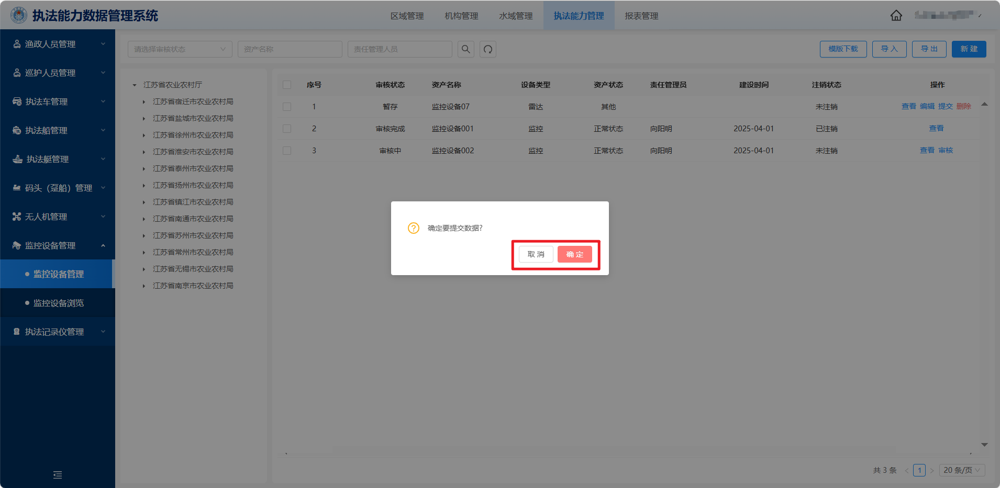 执法能力数据管理系统
区域管理 机构管理 水域管理 执法能力管理 报表管理
渔政人员管理
巡护人员管理
执法车管理
执法船管理
执法艇管理
码头（趸船）管理
无人机管理
监控设备管理
监控设备管理
监控设备浏览
执法记录仪管理
请选择审核状态 资产名称 责任管理人员 模版下载 导入 导出 新建
江苏省农业农村厅
江苏省宿迁市农业农村局
江苏省盐城市农业农村局
江苏省徐州市农业农村局
江苏省淮安市农业农村局
江苏省泰州市农业农村局
江苏省扬州市农业农村局
江苏省镇江市农业农村局
江苏省南通市农业农村局
江苏省苏州市农业农村局
江苏省常州市农业农村局
江苏省无锡市农业农村局
江苏省南京市农业农村局
序号 审核状态 资产名称 设备类型 资产状态 责任管理员 建设时间 注销状态 操作
1 暂存 监控设备07 雷达 其他 未注销 查看 编辑 提交 删除
2 审核完成 监控设备001 监控 正常状态 向阳明 2025-04-01 已注销 查看
3 审核中 监控设备002 监控 正常状态 向阳明 2025-04-01 未注销 查看 审核
确定要提交数据?
取消 确定
共 3 条 1 20 条/页